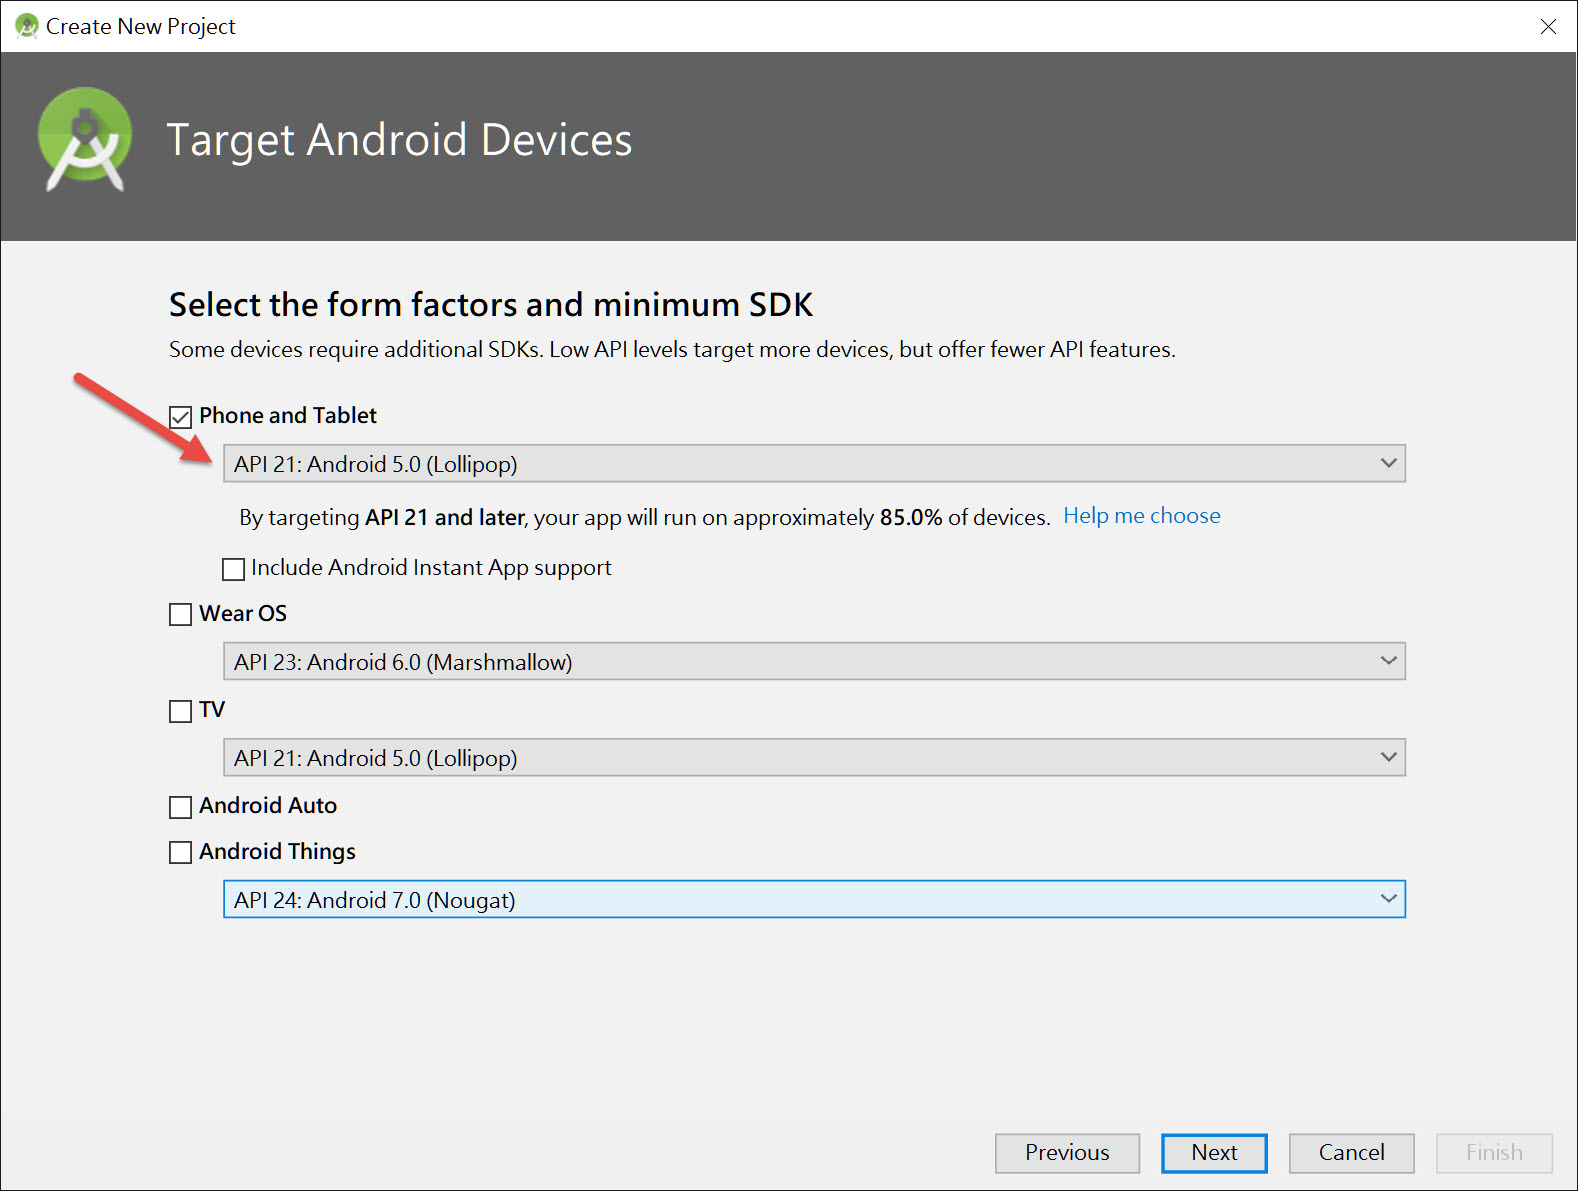 Create New Project
Target Android Devices
Select the form factors and minimum SDK
Some devices require additional SDKs. Low API levels target more devices, but offer fewer API features.
Phone and Tablet
API 21: Android 5.0 (Lollipop)
By targeting API 21 and later, your app will run on approximately 85.0% of devices. Help me choose
Include Android Instant App support
Wear OS
API 23: Android 6.0 (Marshmallow)
TV
API 21: Android 5.0 (Lollipop)
Android Auto
Android Things
API 24: Android 7.0 (Nougat)
Previous Next Cancel Finish